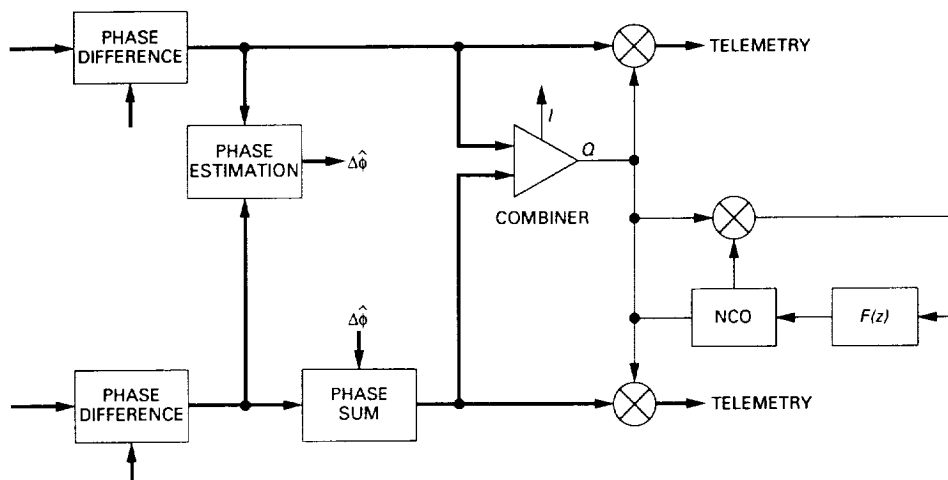 PHASE
DIFFERENCE
TELEMETRY
I
PHASE
ESTIMATION
Δϕ̂
Q
COMBINER
NCO
F(z)
Δϕ̂
PHASE
DIFFERENCE
PHASE
SUM
TELEMETRY